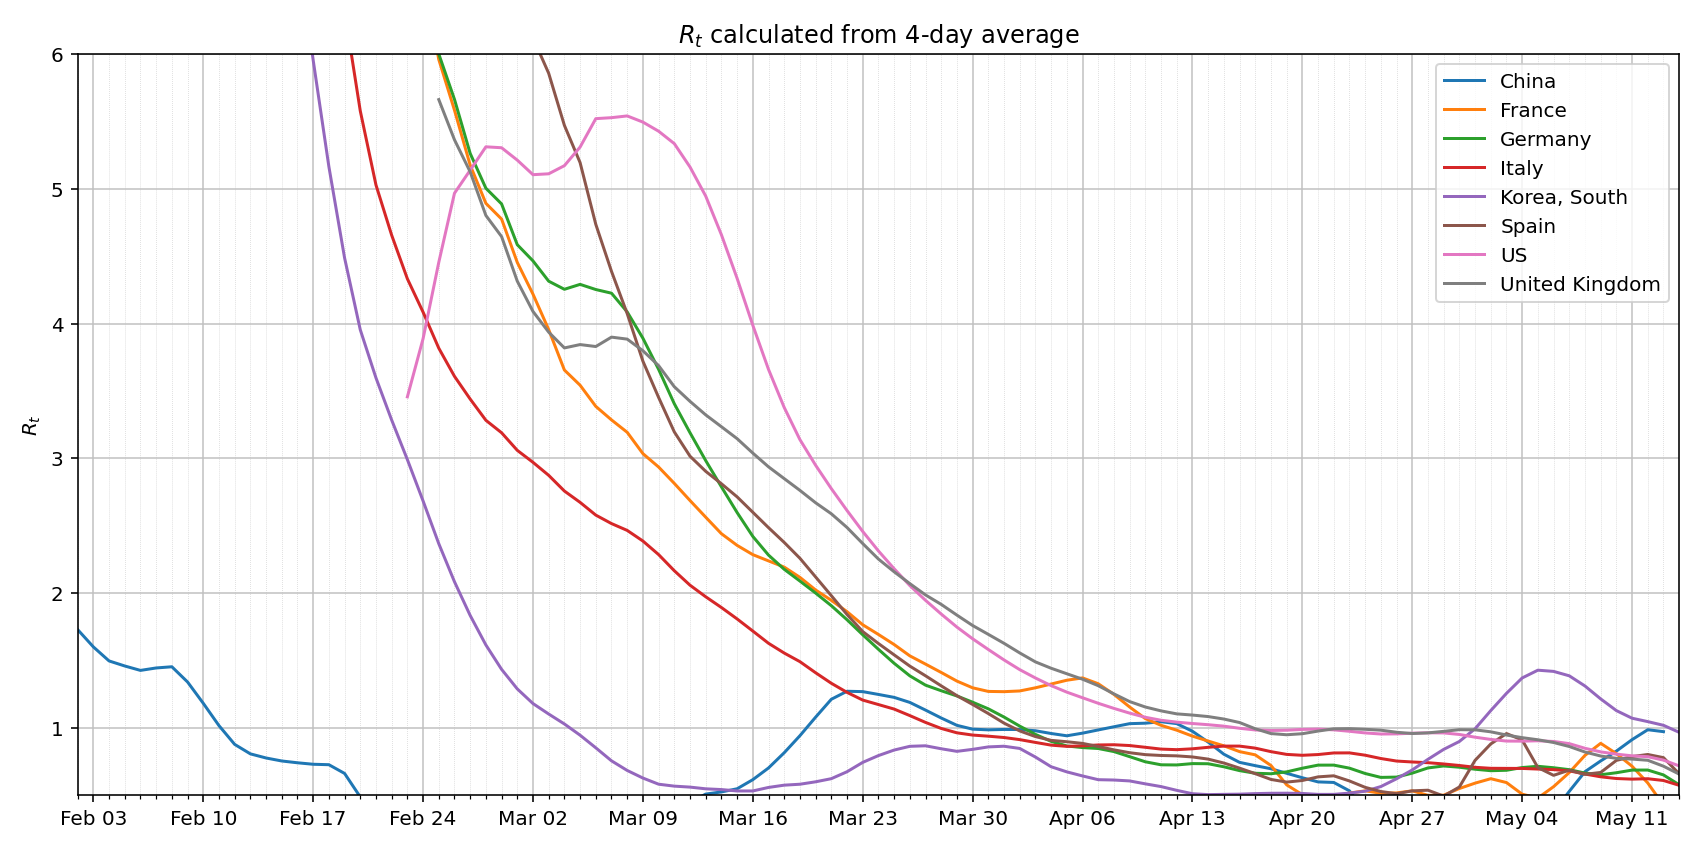 Rt calculated from 4-day average
6
5
4
3
2
1
Rt
China
France
Germany
Italy
Korea, South
Spain
US
United Kingdom
Feb 03 Feb 10 Feb 17 Feb 24 Mar 02 Mar 09 Mar 16 Mar 23 Mar 30 Apr 06 Apr 13 Apr 20 Apr 27 May 04 May 11